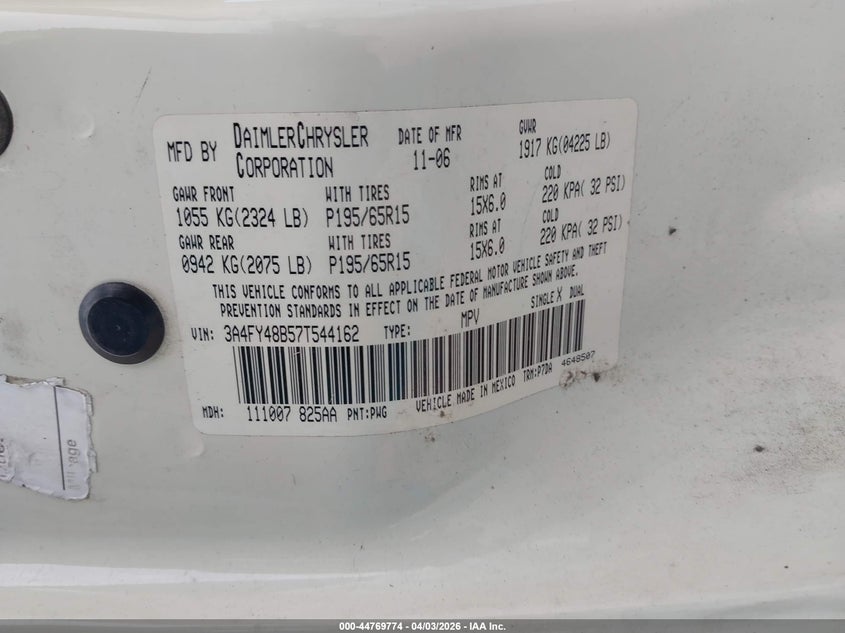 MFD BY DAIMLERCHRYSLER CORPORATION
DATE OF MFR 11-06
GVWR 1917 KG(04225 LB)
GAWR FRONT WITH TIRES RIMS AT COLD
1055 KG(2324 LB) P195/65R15 15X6.0 220 KPA( 32 PSI)
GAWR REAR WITH TIRES RIMS AT COLD
0942 KG(2075 LB) P195/65R15 15X6.0 220 KPA( 32 PSI)
THIS VEHICLE CONFORMS TO ALL APPLICABLE FEDERAL MOTOR VEHICLE SAFETY AND THEFT
PREVENTION STANDARDS IN EFFECT ON THE DATE OF MANUFACTURE SHOWN ABOVE.
VIN: 3A4FY48B57T544162 TYPE: MPV SINGLE X DUAL
MDH: 111007 825AA PNT:PWG VEHICLE MADE IN MEXICO TRM:P7DA 4648507
000-44769774 | 04/03/2026 - IAA Inc.